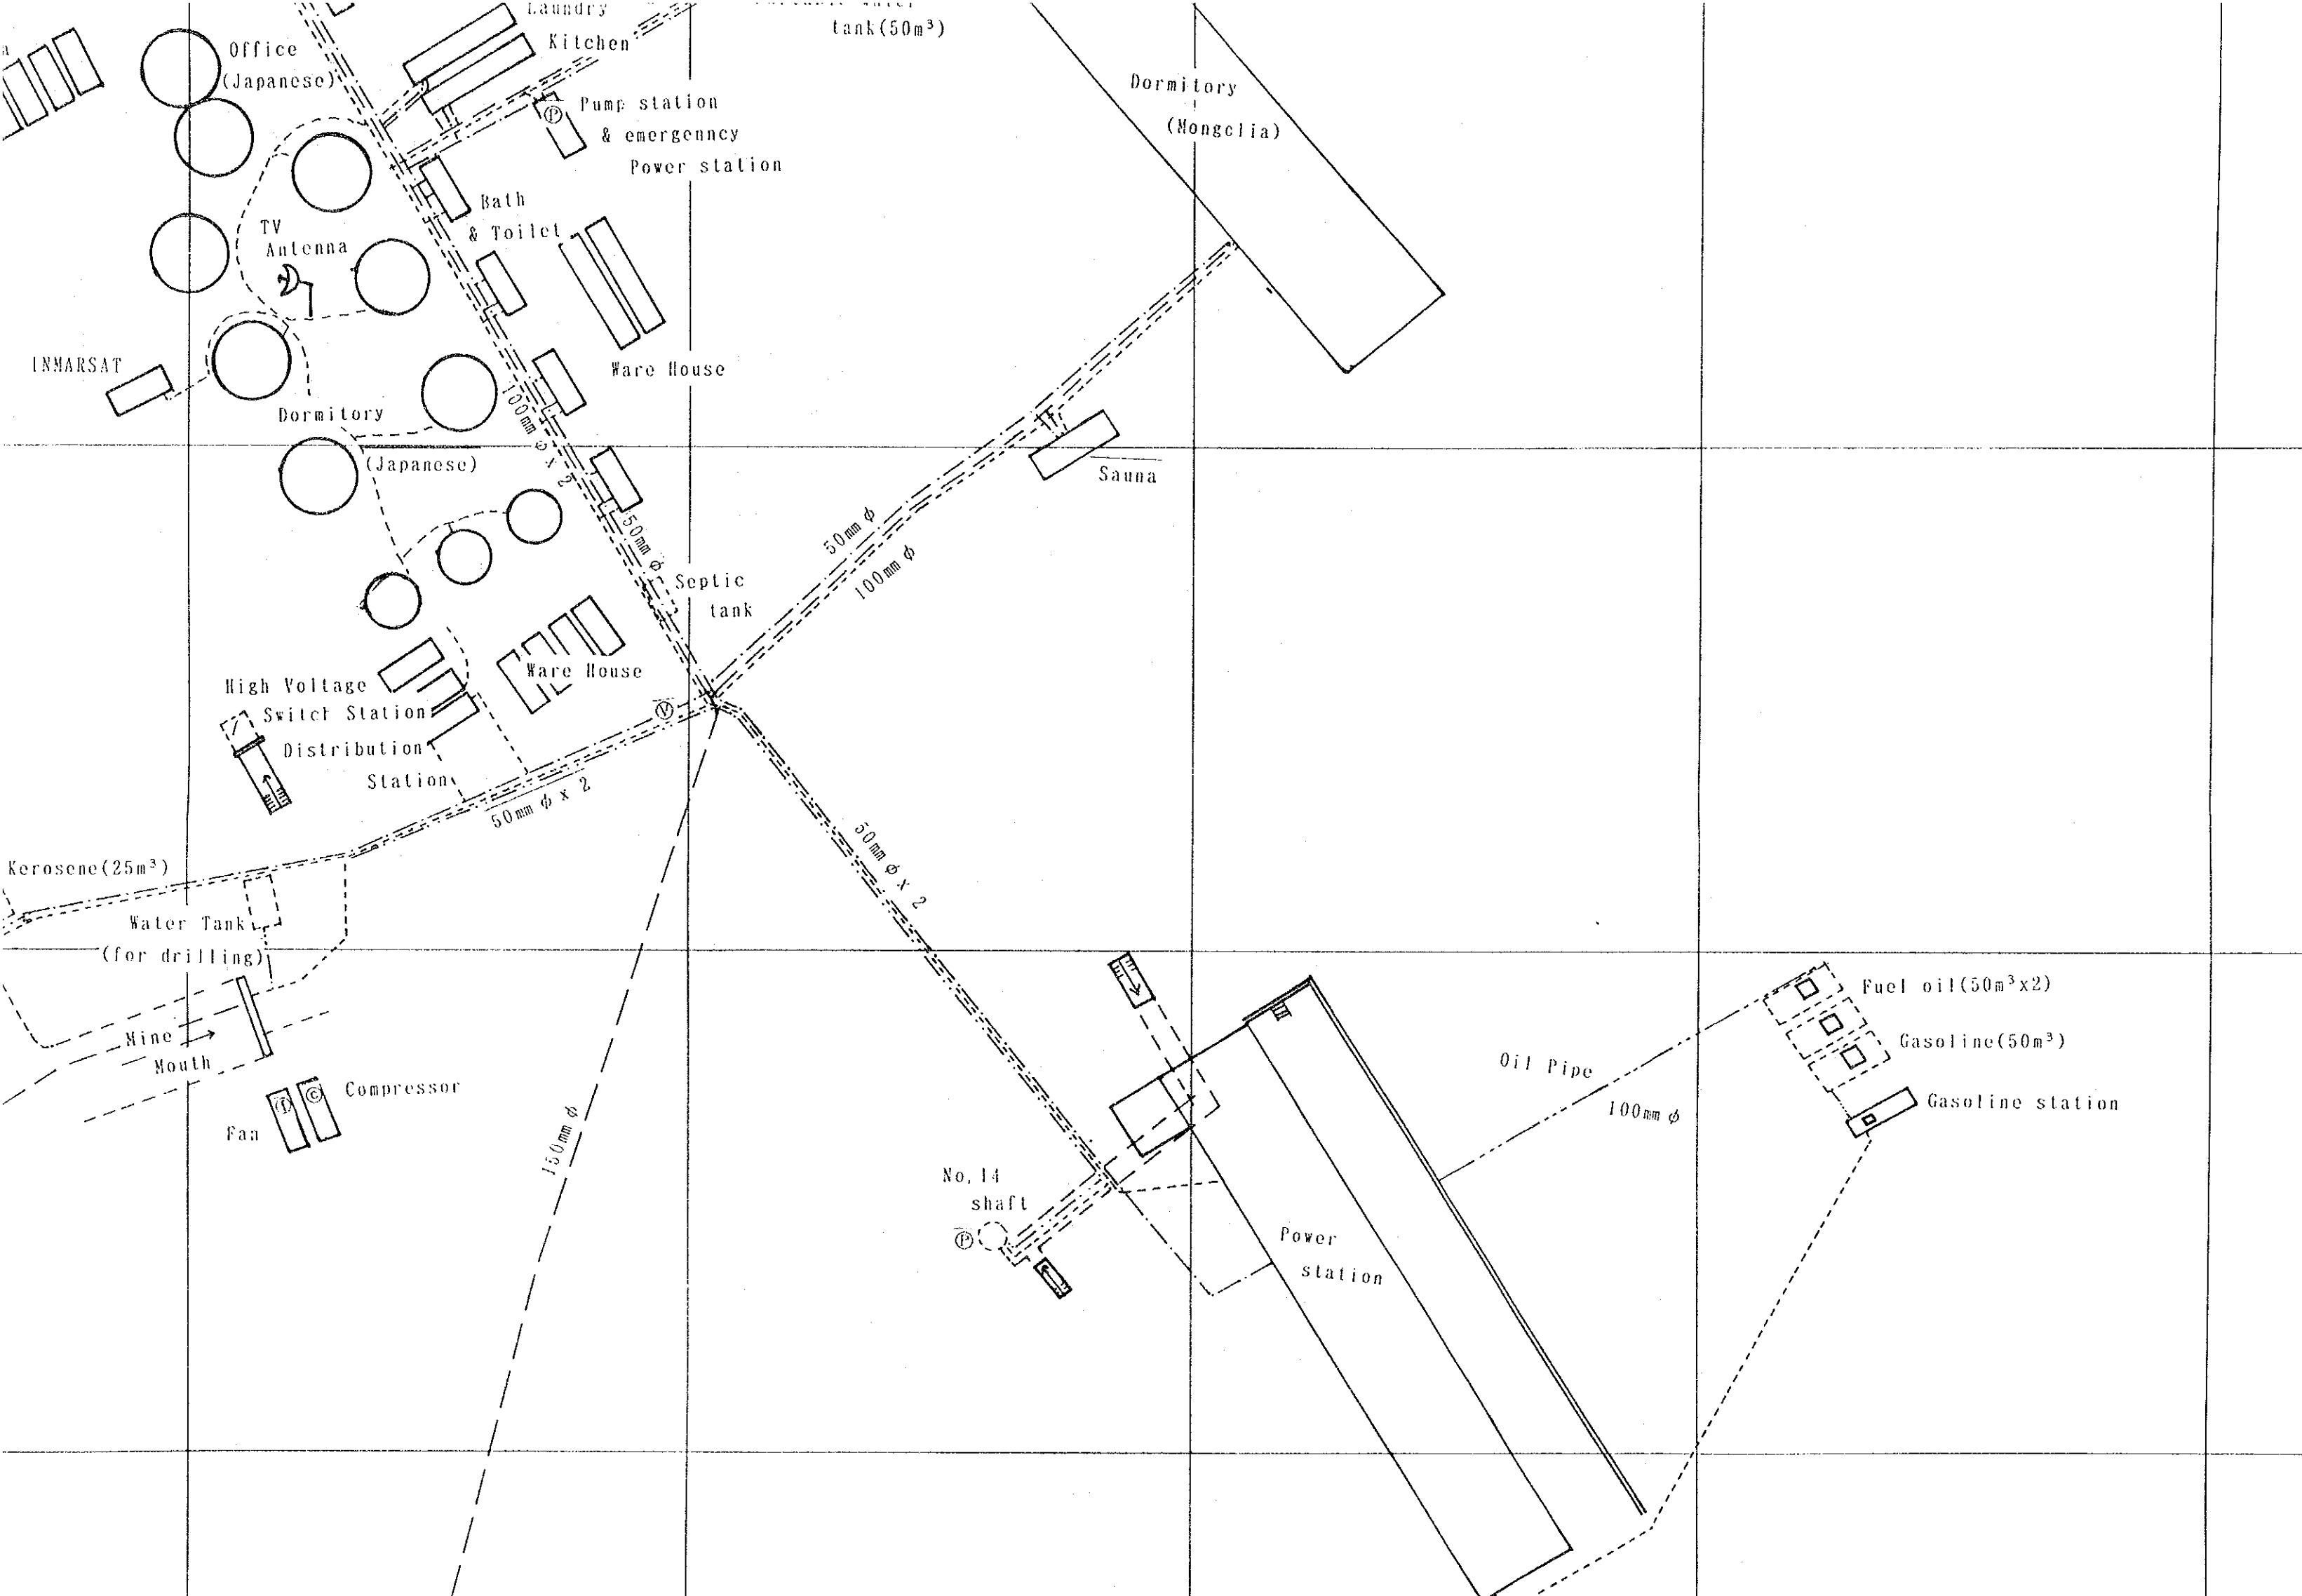 Laundry
tank(50m³)
Office
(Japanese)
Kitchen
Dormitory
(Mongclia)
Pump station
& emergenncy
Power station
Ⓟ
Bath
& Toilet
TV
Antenna
INMARSAT
Ware House
Dormitory
(Japanese)
100mm φ x 2
Sauna
50mm φ
50mm φ
100mm φ
Septic
tank
Ware House
High Voltage
Switch Station
Ⓥ
Distribution
Station
50mm φ x 2
50mm φ x 2
Kerosene(25m³)
Water Tank
(for drilling)
Mine
Mouth
Fuel oil(50m³x2)
Gasoline(50m³)
Oil Pipe
100mm φ
Gasoline station
Compressor
ⓒ
ⓕ
Fan
150mm φ
No.14
shaft
Ⓟ
Power
station